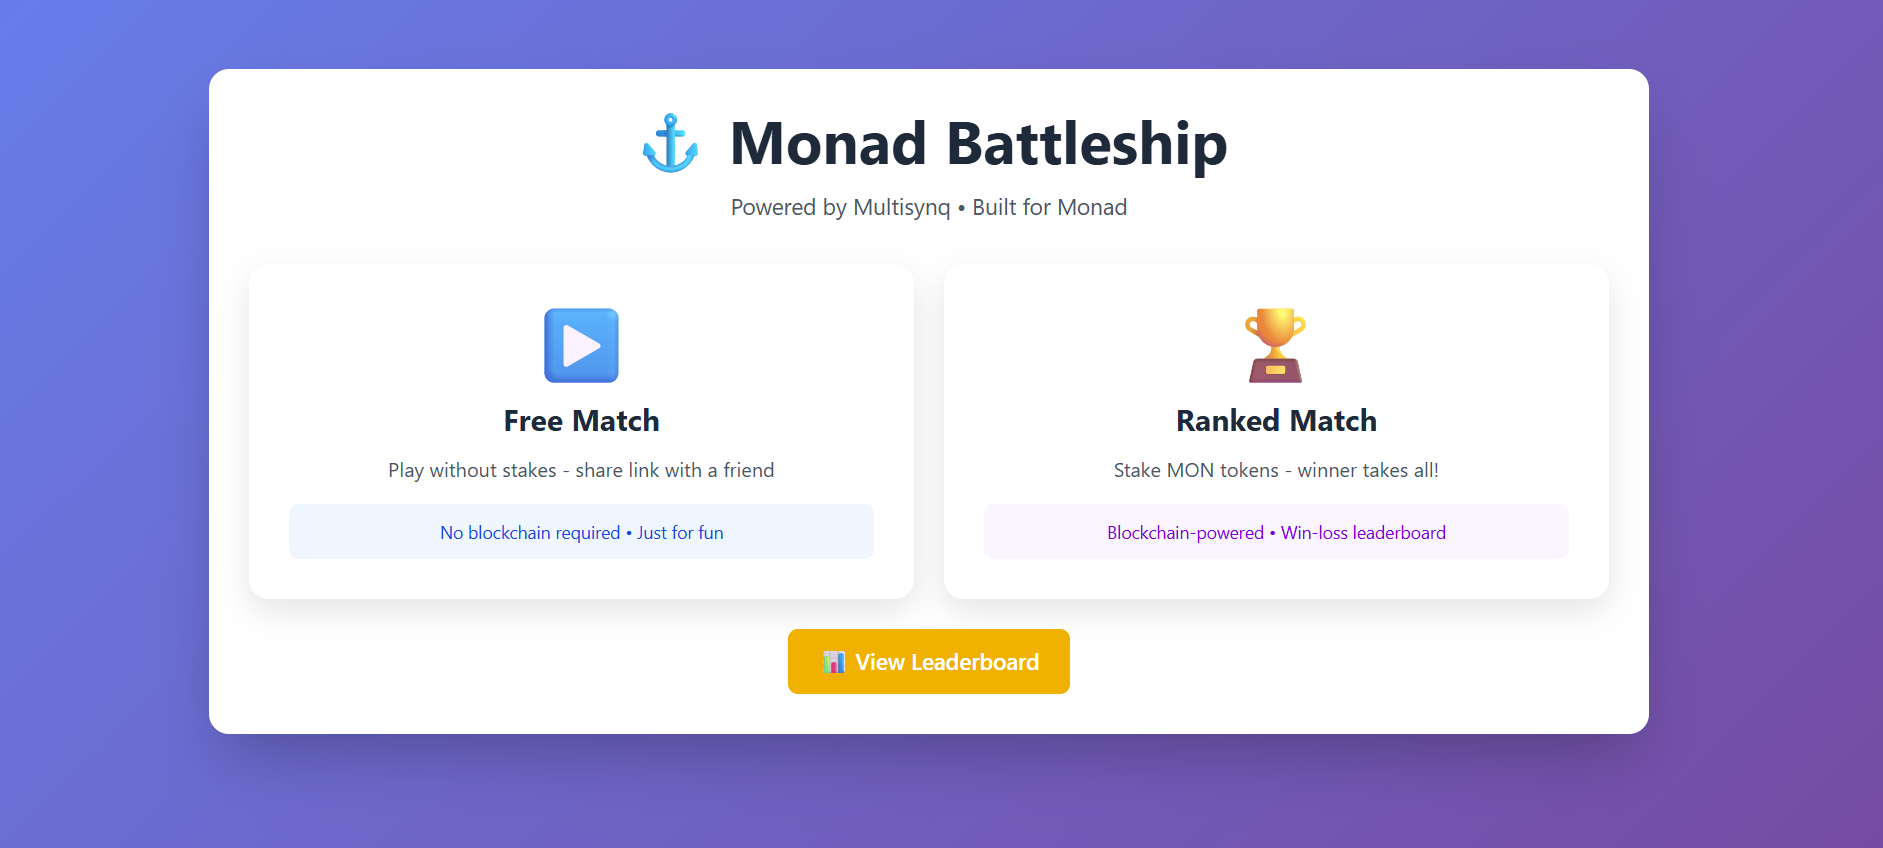 Monad Battleship
Powered by Multisynq • Built for Monad
Free Match
Play without stakes - share link with a friend
No blockchain required • Just for fun
Ranked Match
Stake MON tokens - winner takes all!
Blockchain-powered • Win-loss leaderboard
View Leaderboard